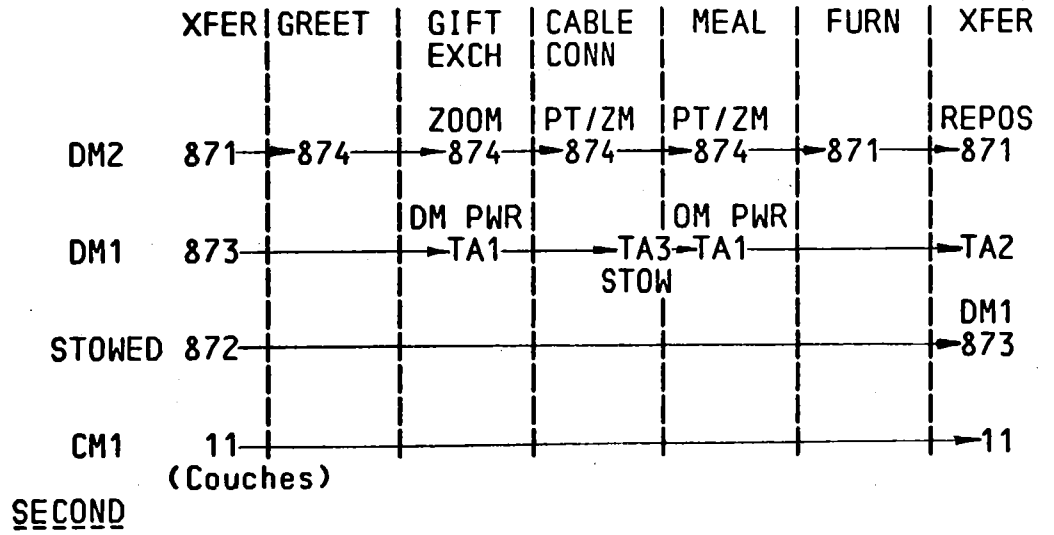 XFER GREET GIFT CABLE MEAL FURN XFER
EXCH CONN
ZOOM PT/ZM PT/ZM REPOS
DM2 871 874 874 874 874 871 871
DM PWR OM PWR
DM1 873 TA1 TA3 TA1 TA2
STOW
DM1
STOWED 872 873
CM1 11 11
(Couches)
SECOND